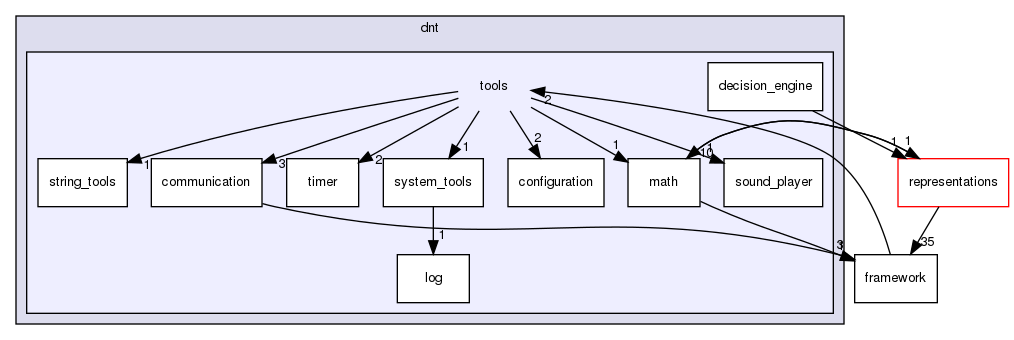 dnt
tools
decision_engine
2
1
3
2
1
2
1
1
10
1
1
string_tools
communication
timer
system_tools
configuration
math
sound_player
representations
1
3
35
log
framework